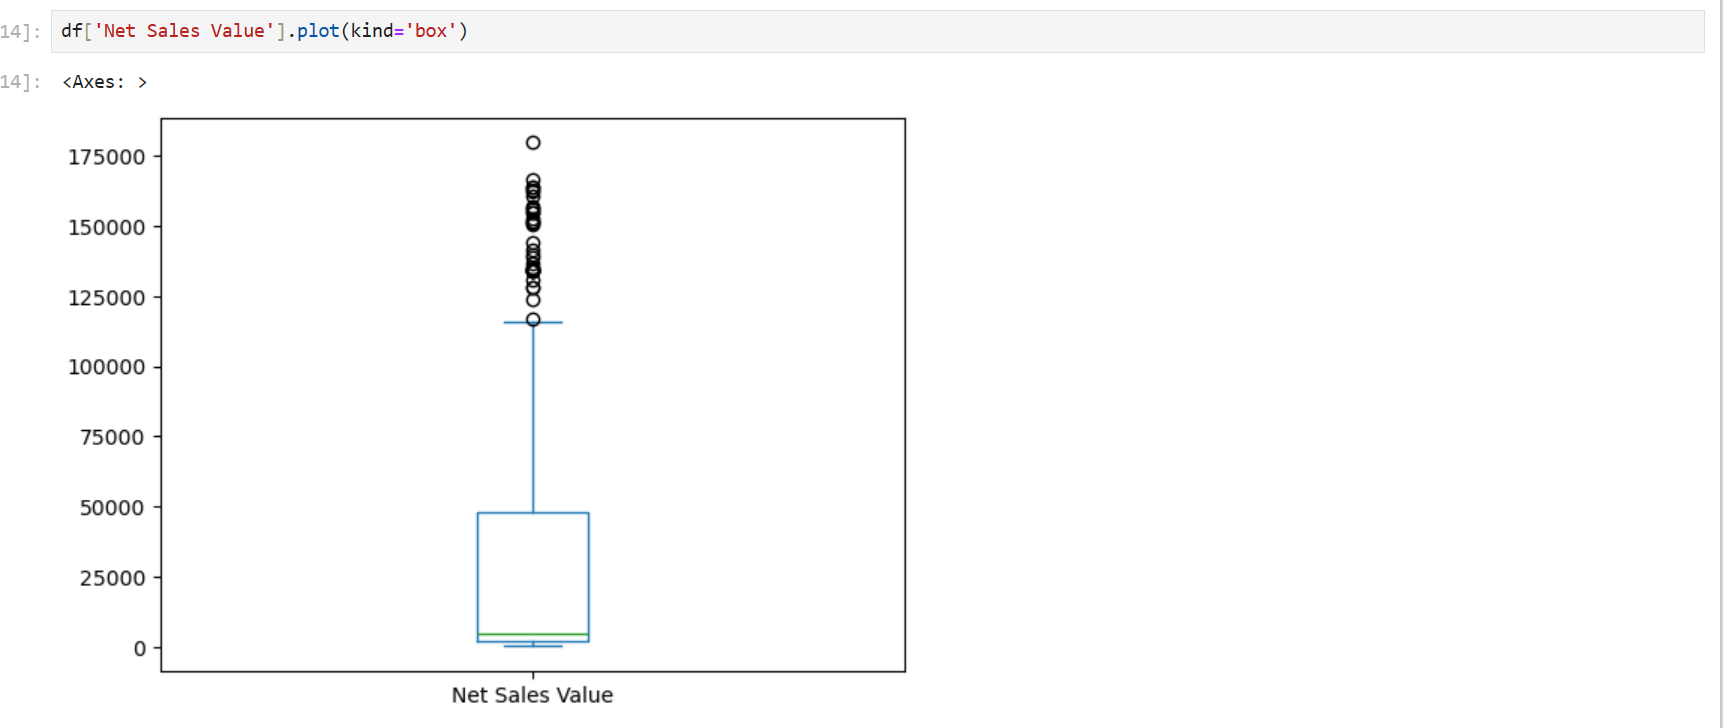 14]: df['Net Sales Value'].plot(kind='box')
14]: <Axes: >
175000
150000
125000
100000
75000
50000
25000
0
Net Sales Value